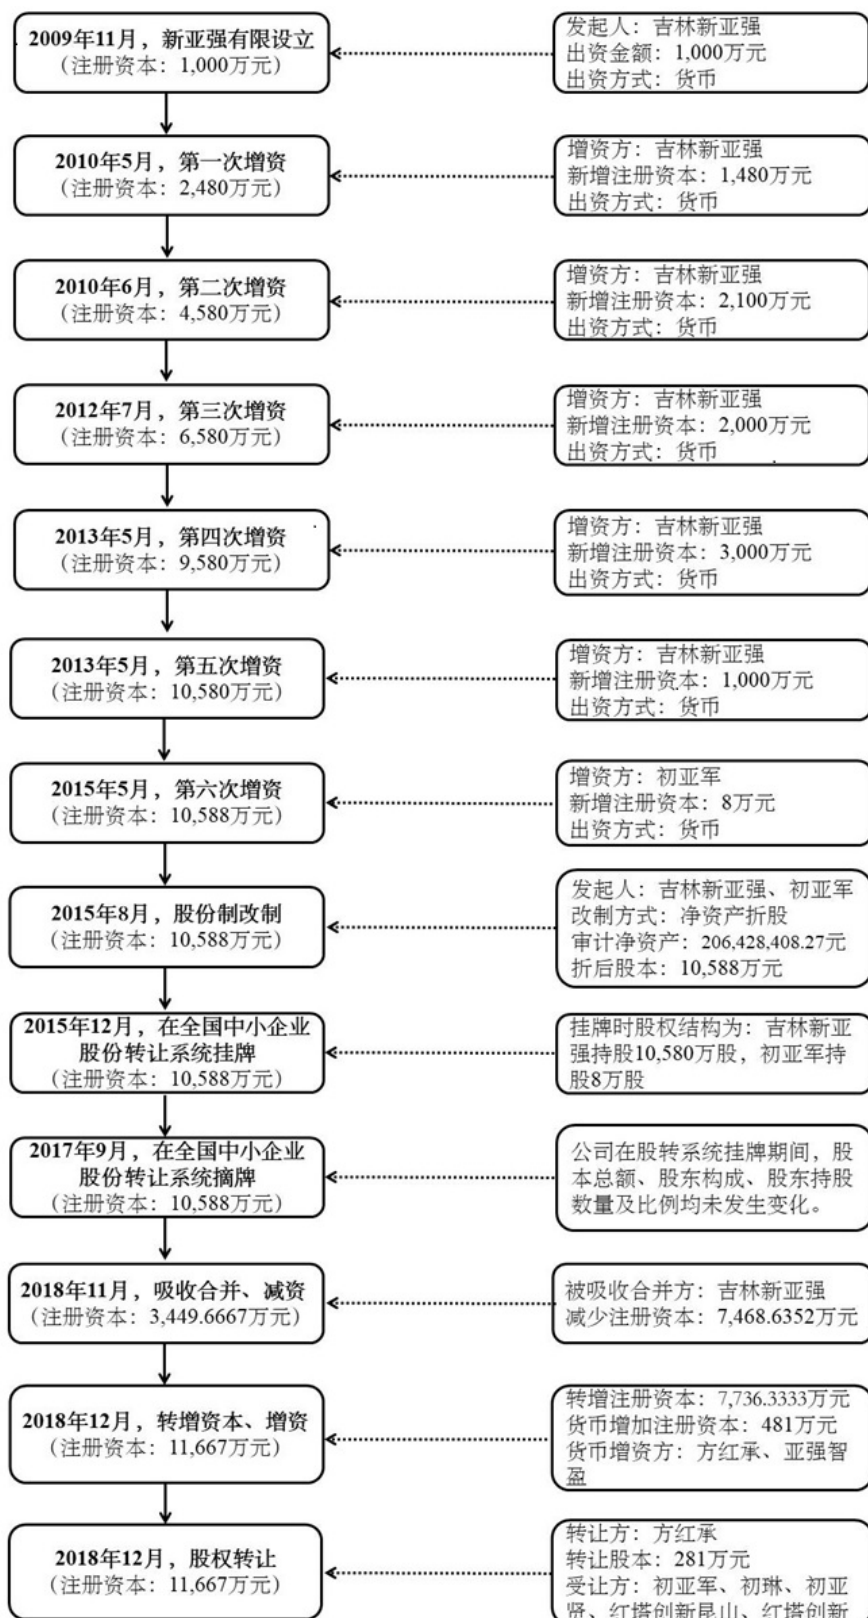 2009年11月，新亚强有限设立
（注册资本：1,000万元）
发起人：吉林新亚强
出资金额：1,000万元
出资方式：货币
2010年5月，第一次增资
（注册资本：2,480万元）
增资方：吉林新亚强
新增注册资本：1,480万元
出资方式：货币
2010年6月，第二次增资
（注册资本：4,580万元）
增资方：吉林新亚强
新增注册资本：2,100万元
出资方式：货币
2012年7月，第三次增资
（注册资本：6,580万元）
增资方：吉林新亚强
新增注册资本：2,000万元
出资方式：货币
2013年5月，第四次增资
（注册资本：9,580万元）
增资方：吉林新亚强
新增注册资本：3,000万元
出资方式：货币
2013年5月，第五次增资
（注册资本：10,580万元）
增资方：吉林新亚强
新增注册资本：1,000万元
出资方式：货币
2015年5月，第六次增资
（注册资本：10,588万元）
增资方：初亚军
新增注册资本：8万元
出资方式：货币
2015年8月，股份制改制
（注册资本：10,588万元）
发起人：吉林新亚强、初亚军
改制方式：净资产折股
审计净资产：206,428,408.27元
折后股本：10,588万元
2015年12月，在全国中小企业
股份转让系统挂牌
（注册资本：10,588万元）
挂牌时股权结构为：吉林新亚
强持股10,580万股，初亚军持
股8万股
2017年9月，在全国中小企业
股份转让系统摘牌
（注册资本：10,588万元）
公司在股转系统挂牌期间，股
本总额、股东构成、股东持股
数量及比例均未发生变化。
2018年11月，吸收合并、减资
（注册资本：3,449.6667万元）
被吸收合并方：吉林新亚强
减少注册资本：7,468.6352万元
2018年12月，转增资本、增资
（注册资本：11,667万元）
转增注册资本：7,736.3333万元
货币增加注册资本：481万元
货币增资方：方红承、亚强智
盈
2018年12月，股权转让
（注册资本：11,667万元）
转让方：方红承
转让股本：281万元
受让方：初亚军、初琳、初亚
贤、红塔创新昆山、红塔创新